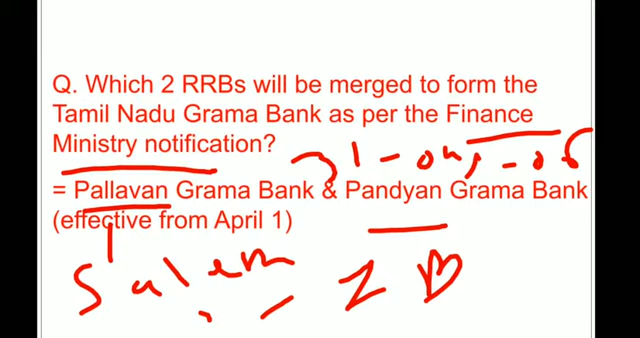 Q. Which 2 RRBs will be merged to form the
Tamil Nadu Grama Bank as per the Finance
Ministry notification?
= Pallavan Grama Bank & Pandyan Grama Bank
(effective from April 1)
Salem